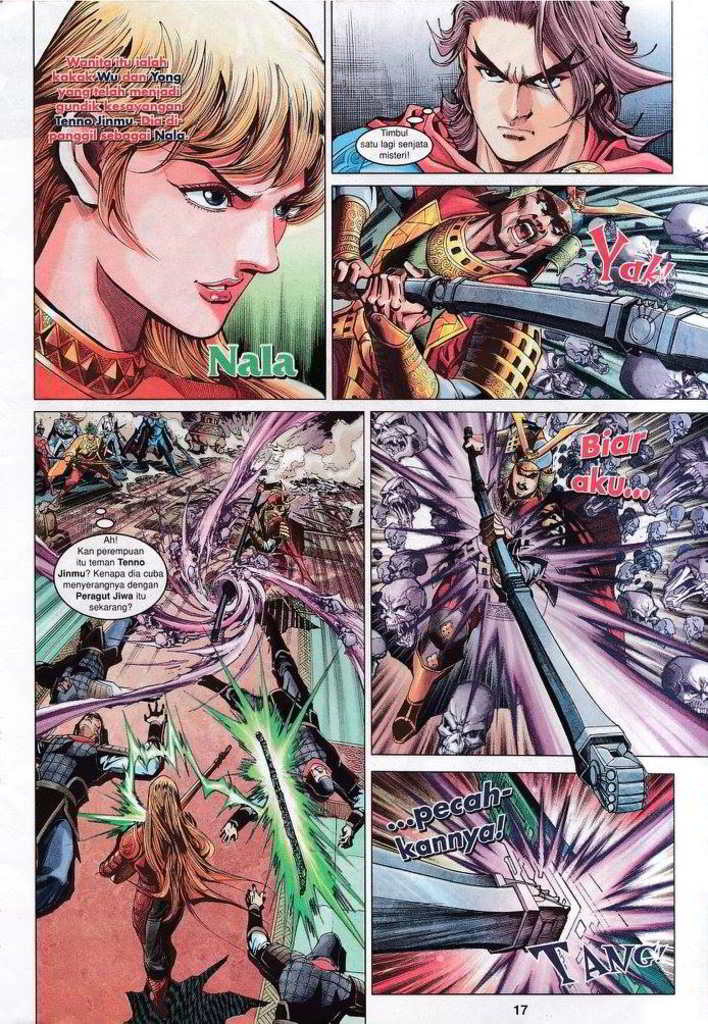 Wanita itu ialah
kakak Wu dan Yong
yang telah menjadi
gundik kesayangan
Tenno Jinmu. Dia di-
panggil sebagai Nala.
Nala
Timbul
satu lagi senjata
misteri!
Yak!
Ah!
Kan perempuan
itu teman Tenno
Jinmu? Kenapa dia cuba
menyerangnya dengan
Peragut Jiwa itu
sekarang?
Biar
aku...
...pecah-
kannya!
TANG!
17